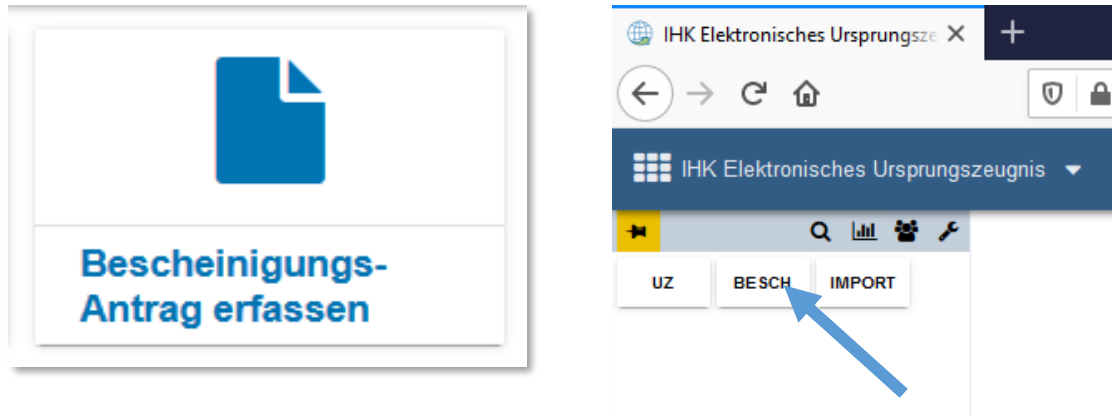 Bescheinigungs-
Antrag erfassen
IHK Elektronisches Ursprungsze
IHK Elektronisches Ursprungszeugnis
UZ BESCH IMPORT